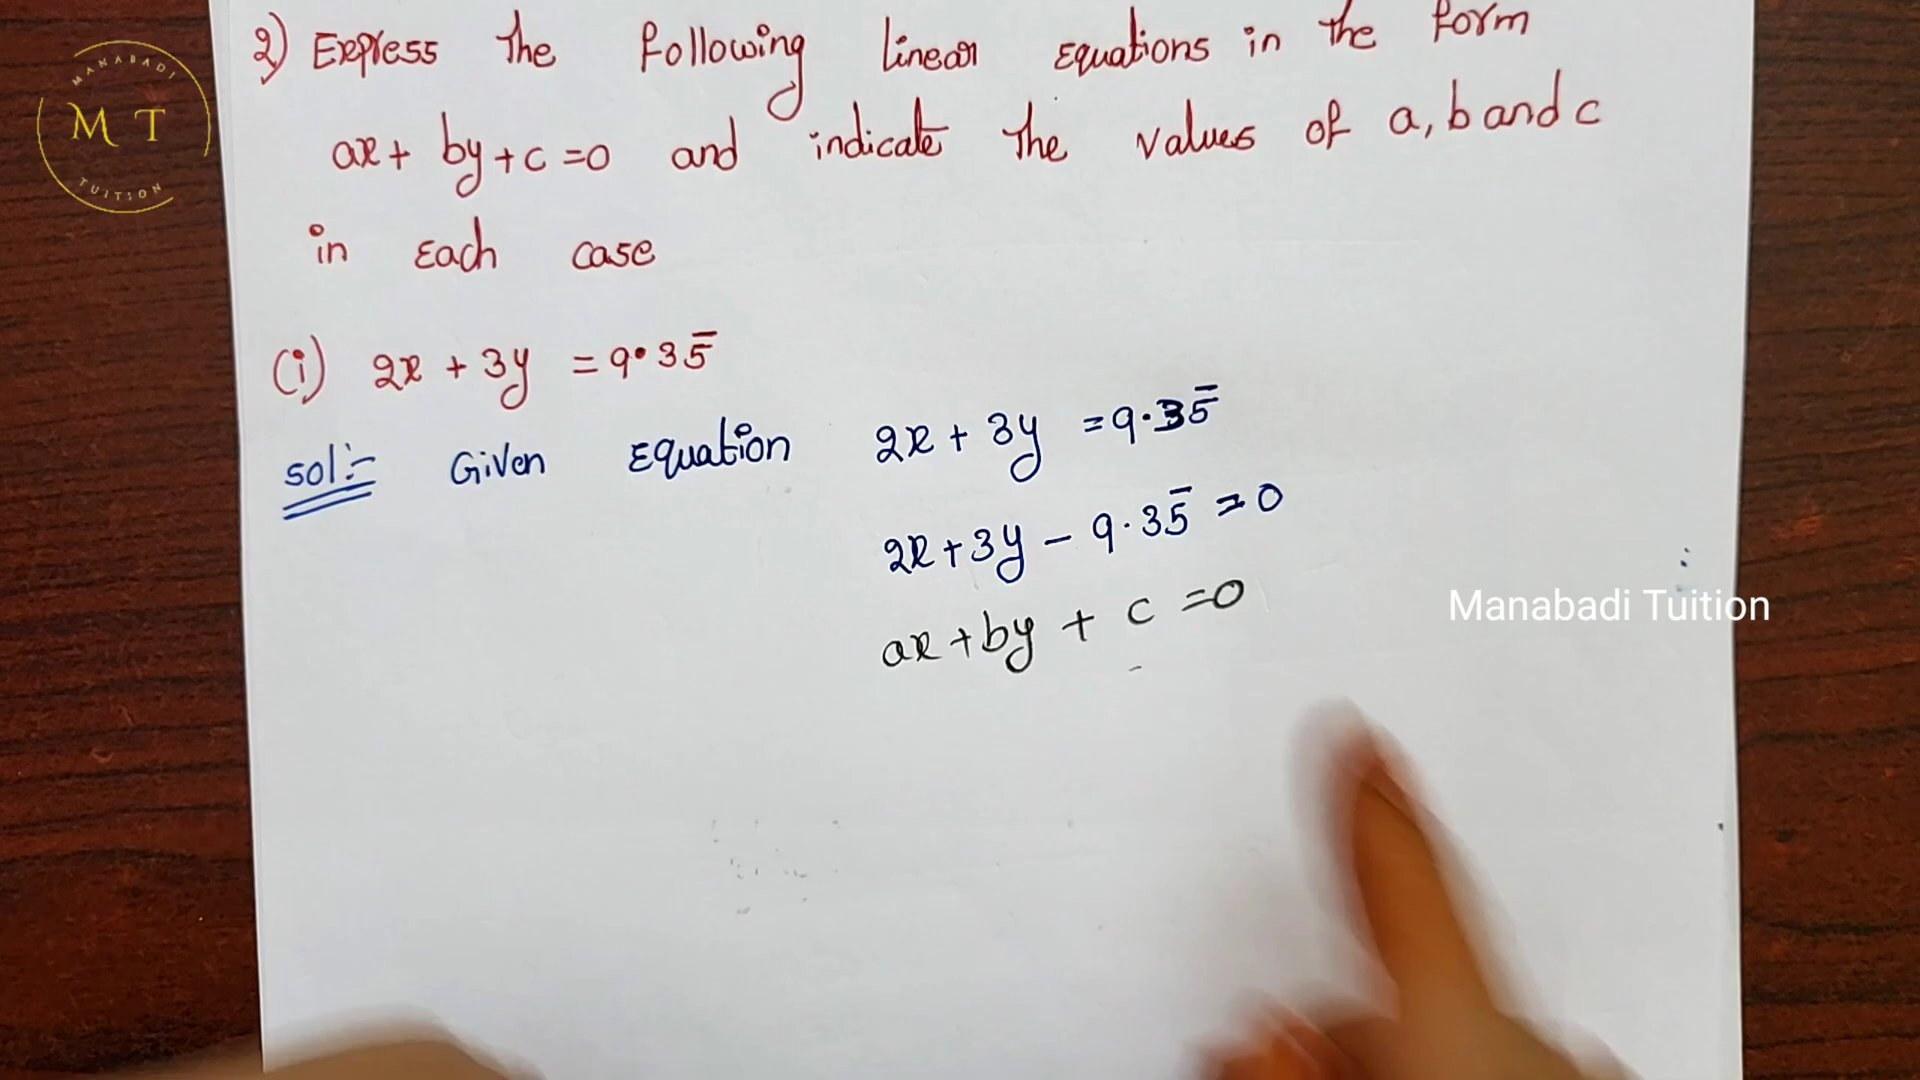 MANABADI
M T
TUITION
2) Express the following linear equations in the form
ax + by + c = 0 and indicate the values of a, b and c
in each case
(i) 2x + 3y = 9.35̅
Sol:- Given equation 2x + 3y = 9.35̅
2x + 3y - 9.35̅ = 0
ax + by + c = 0
Manabadi Tuition